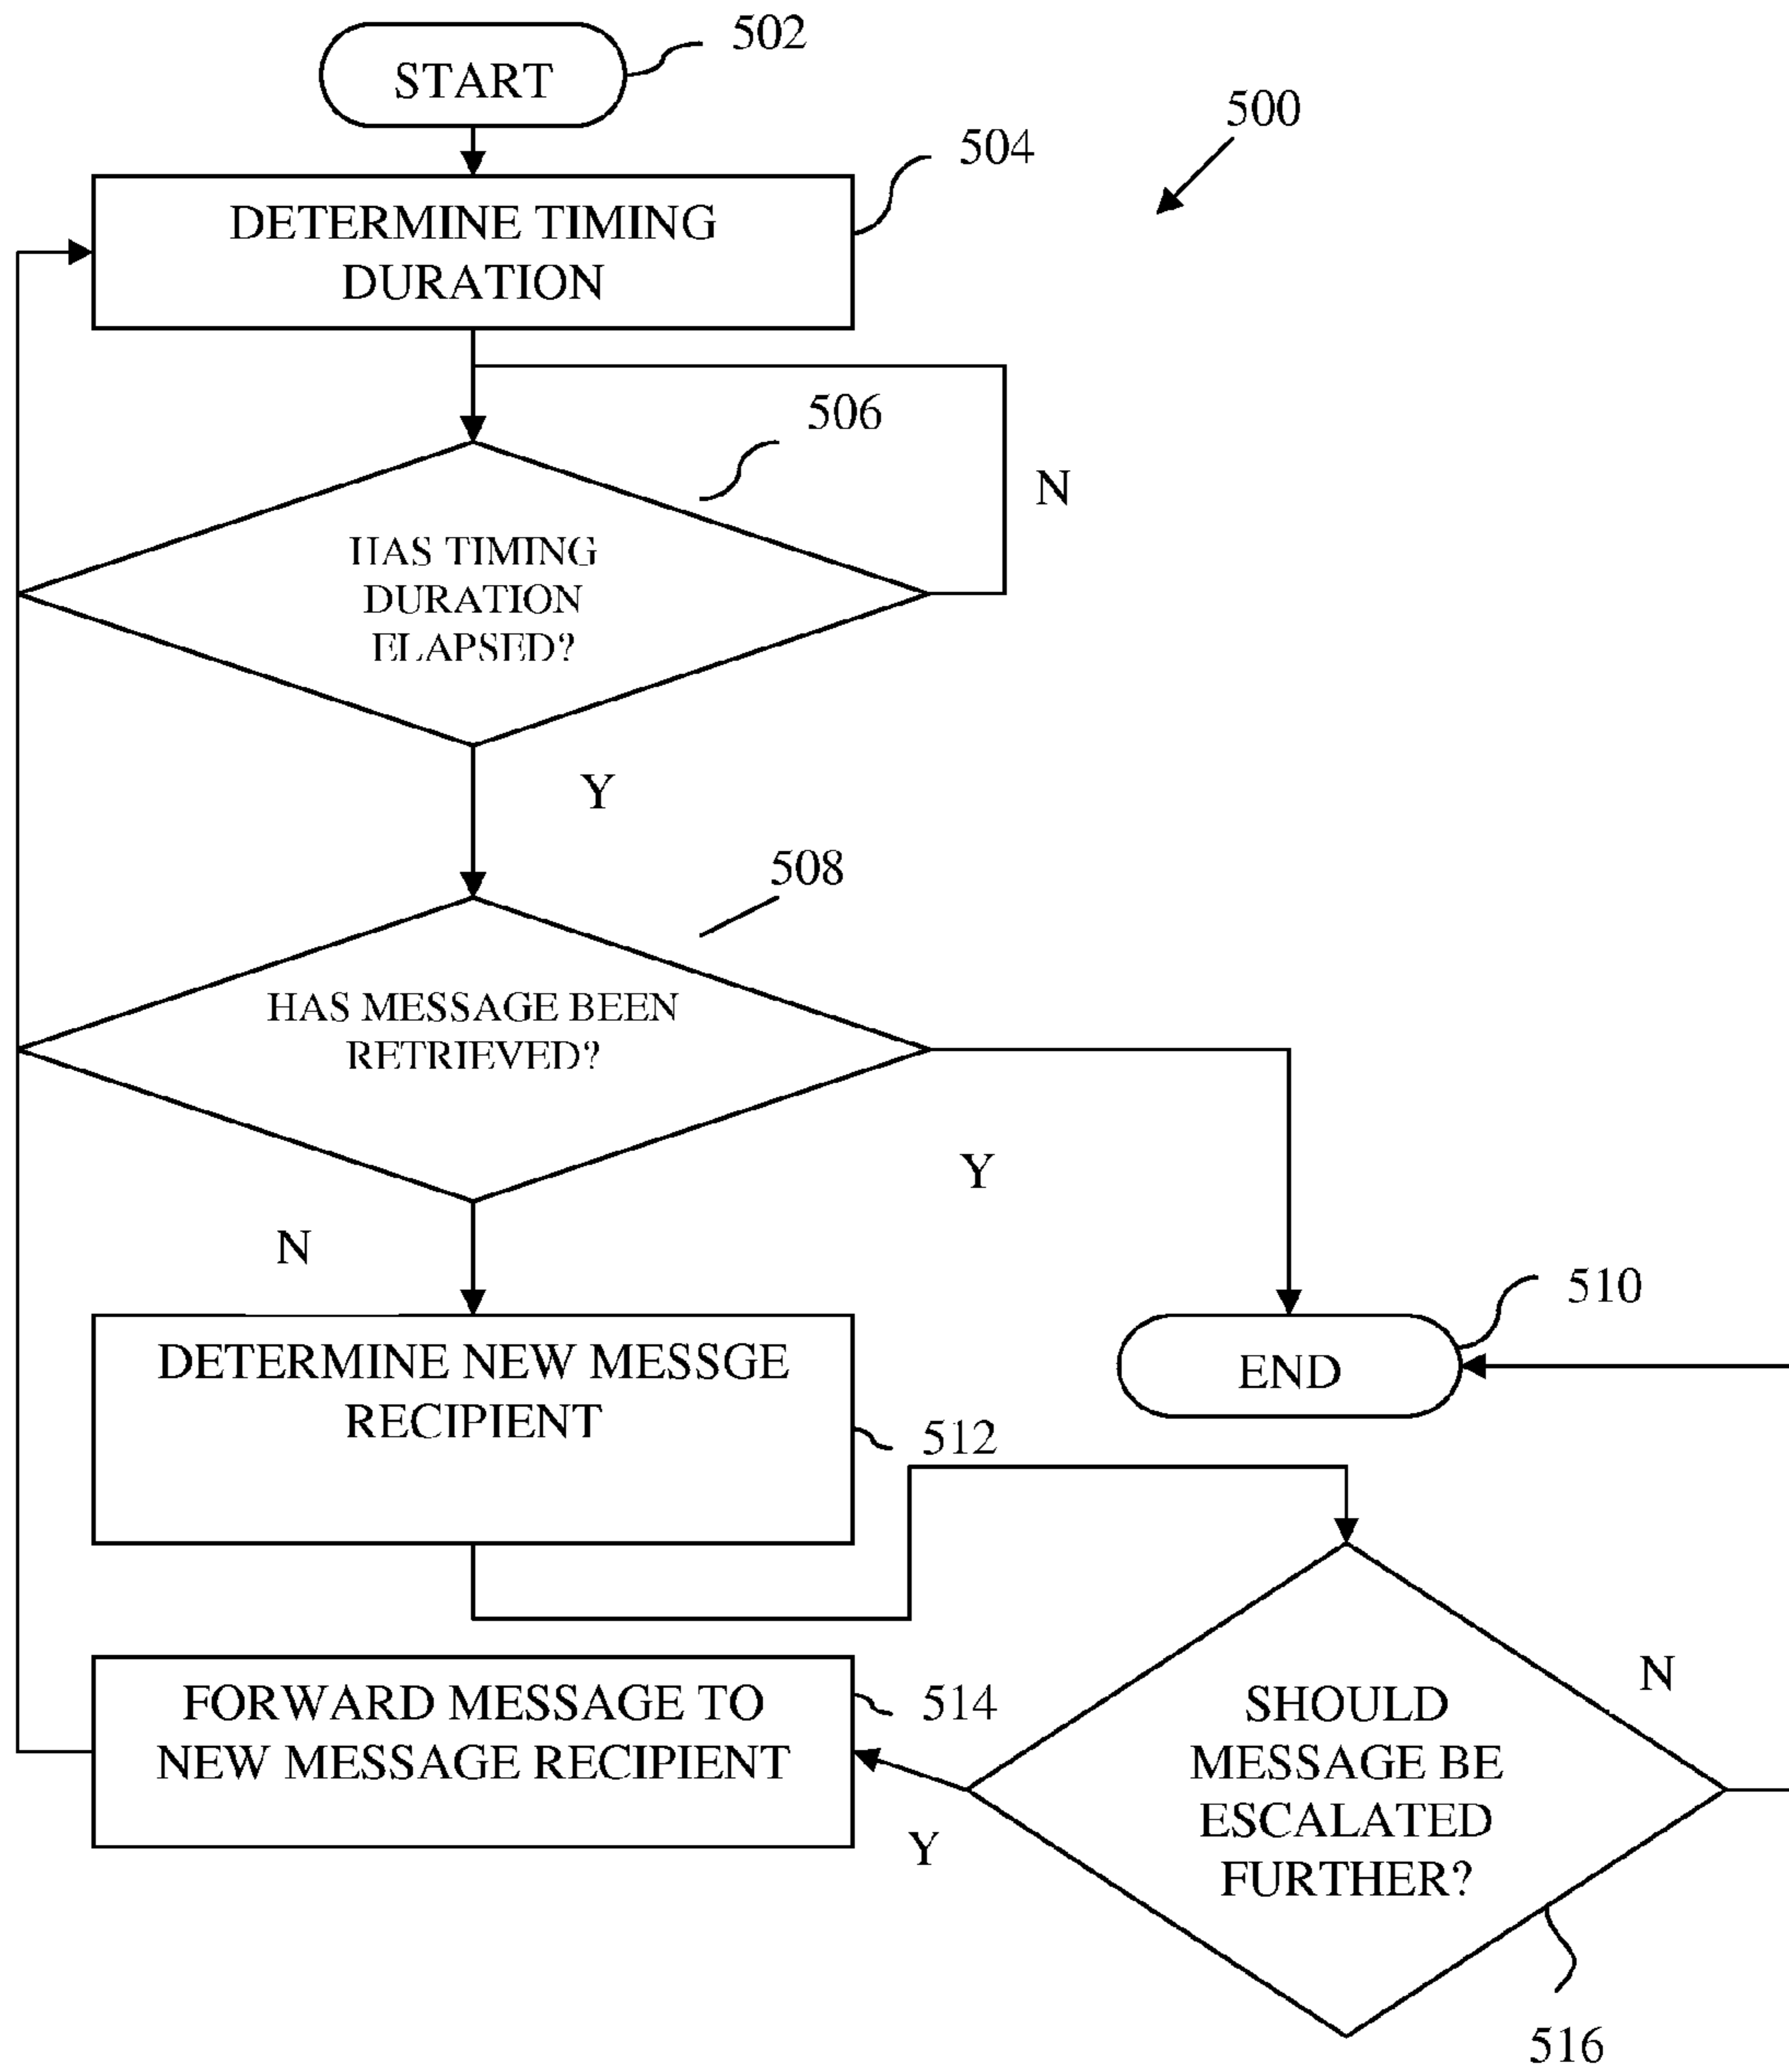 502
START
500
504
DETERMINE TIMING
DURATION
506
N
HAS TIMING
DURATION
ELAPSED?
Y
508
HAS MESSAGE BEEN
RETRIEVED?
Y
N
510
END
DETERMINE NEW MESSGE
RECIPIENT
512
FORWARD MESSAGE TO
NEW MESSAGE RECIPIENT
514
N
SHOULD
MESSAGE BE
ESCALATED
FURTHER?
Y
516